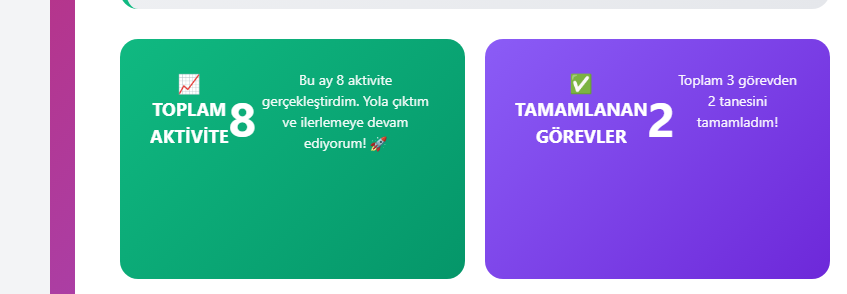 📈
TOPLAM
AKTİVİTE
8
Bu ay 8 aktivite
gerçekleştirdim. Yola çıktım
ve ilerlemeye devam
ediyorum! 🚀
✅
TAMAMLANAN
GÖREVLER
2
Toplam 3 görevden
2 tanesini
tamamladım!